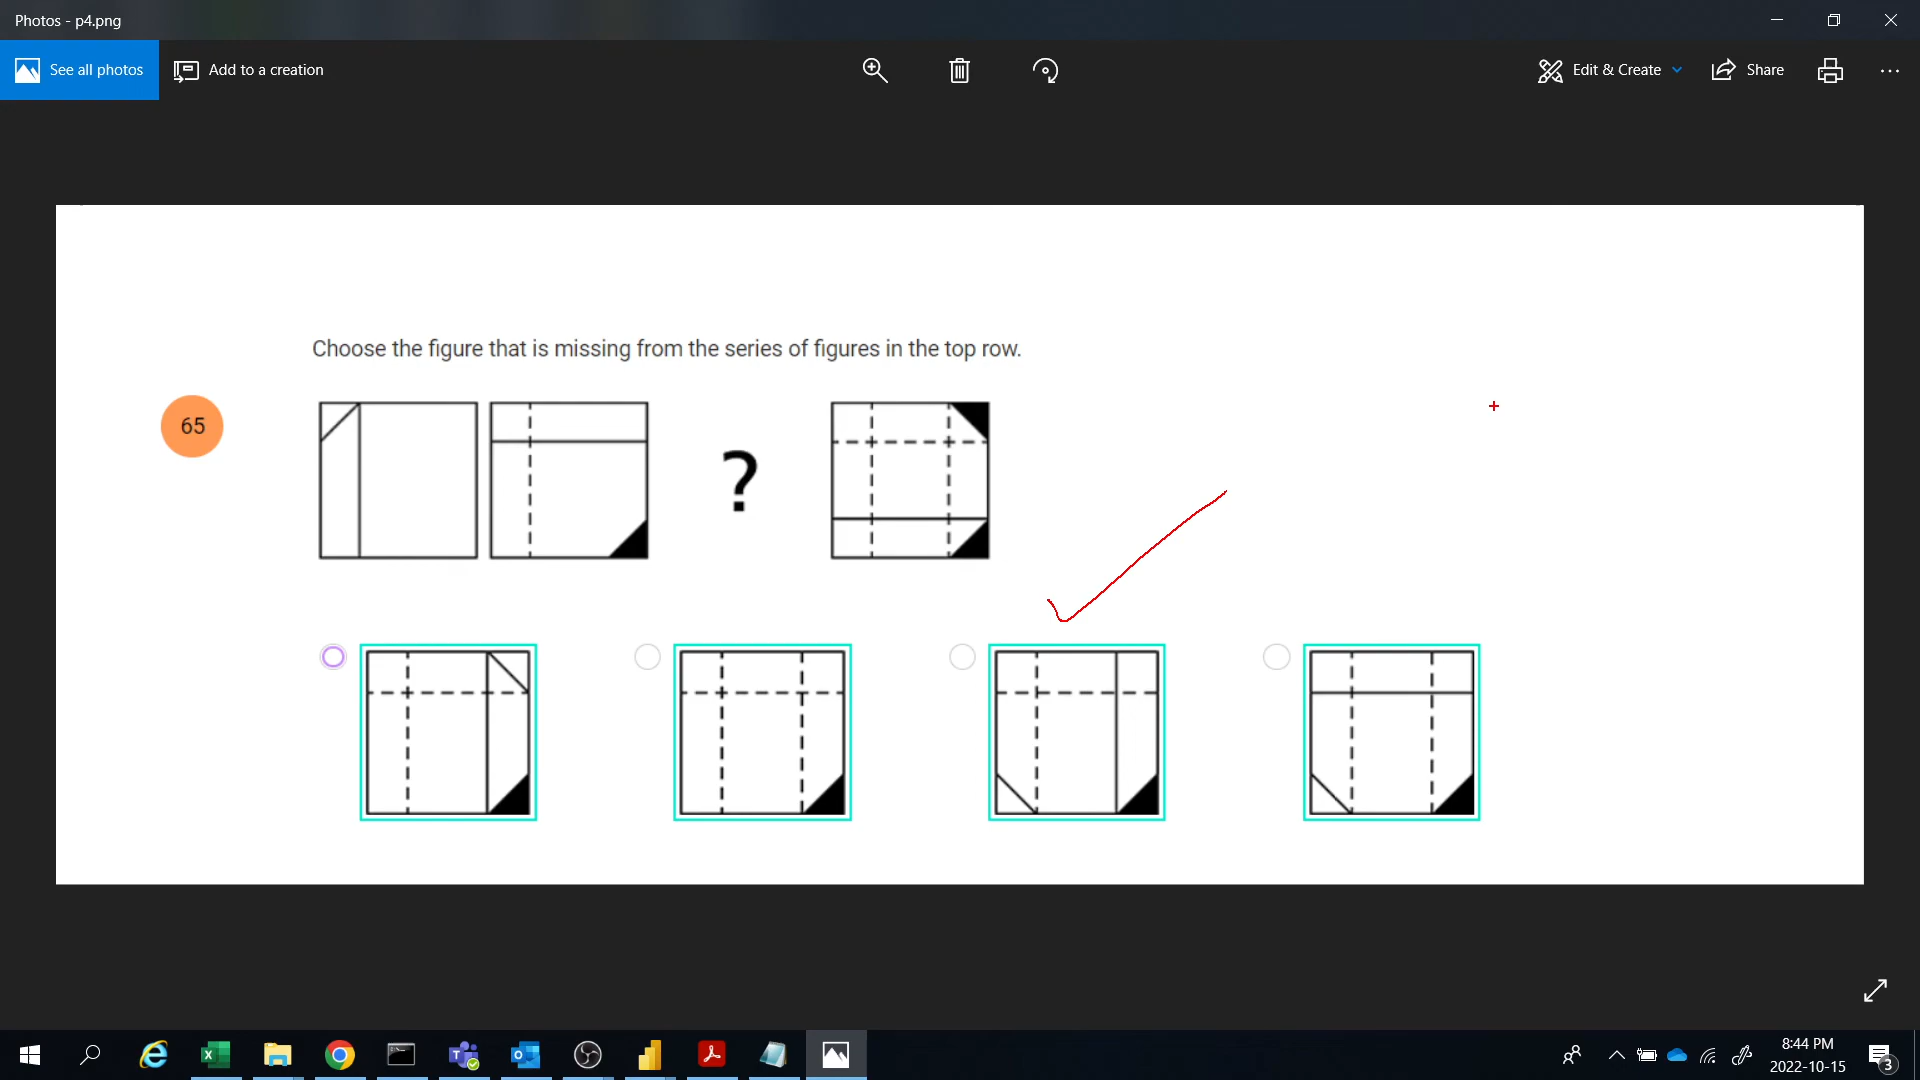 Photos - p4.png
See all photos
Add to a creation
Edit & Create
Share
Choose the figure that is missing from the series of figures in the top row.
65
?
8:44 PM
2022-10-15
3